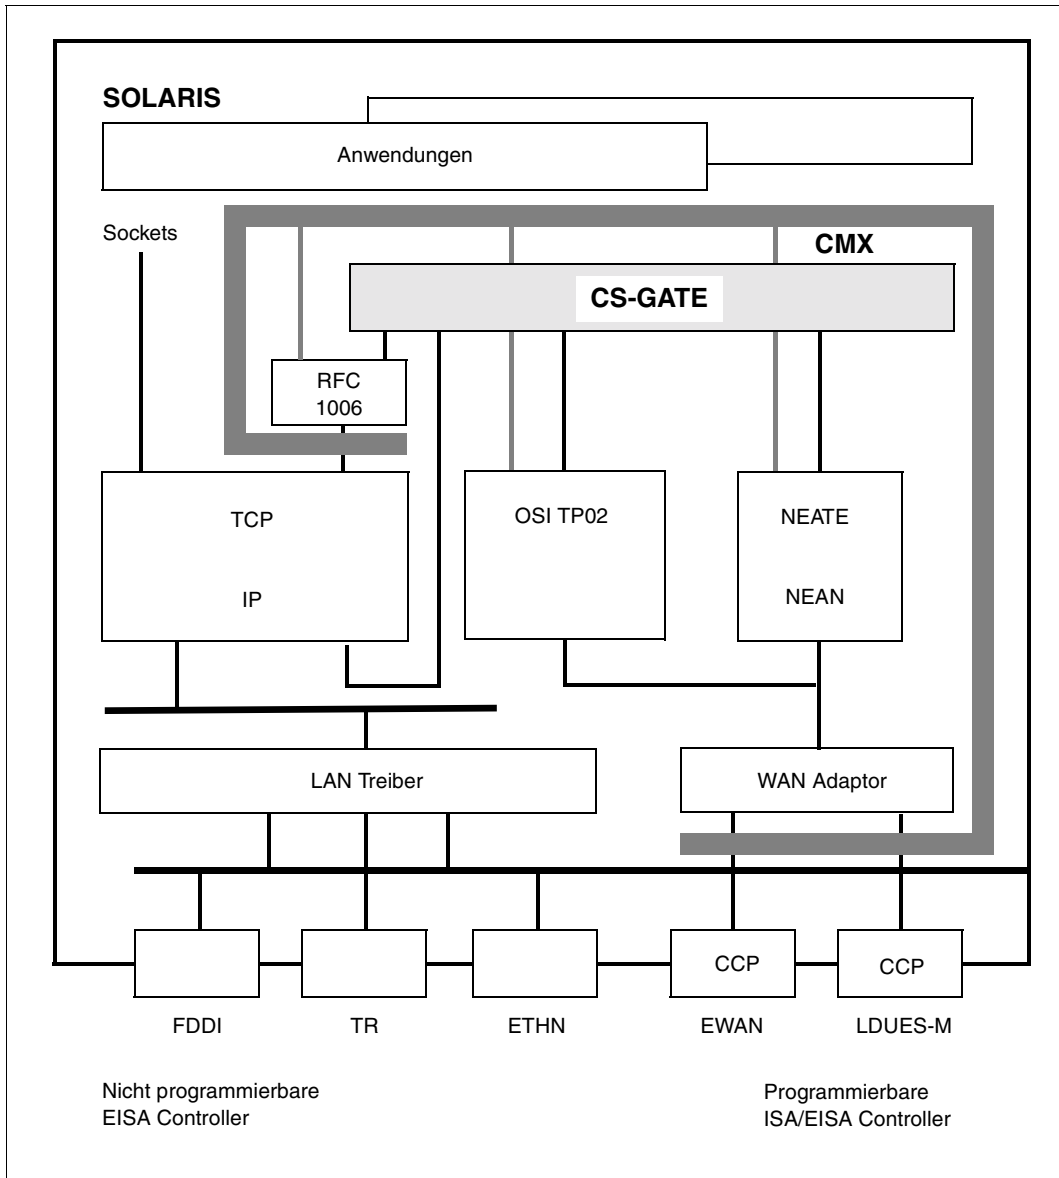 SOLARIS
Anwendungen
Sockets
CMX
CS-GATE
RFC
1006
TCP
IP
OSI TP02
NEATE
NEAN
LAN Treiber
WAN Adaptor
CCP
CCP
FDDI
TR
ETHN
EWAN
LDUES-M
Nicht programmierbare
EISA Controller
Programmierbare
ISA/EISA Controller